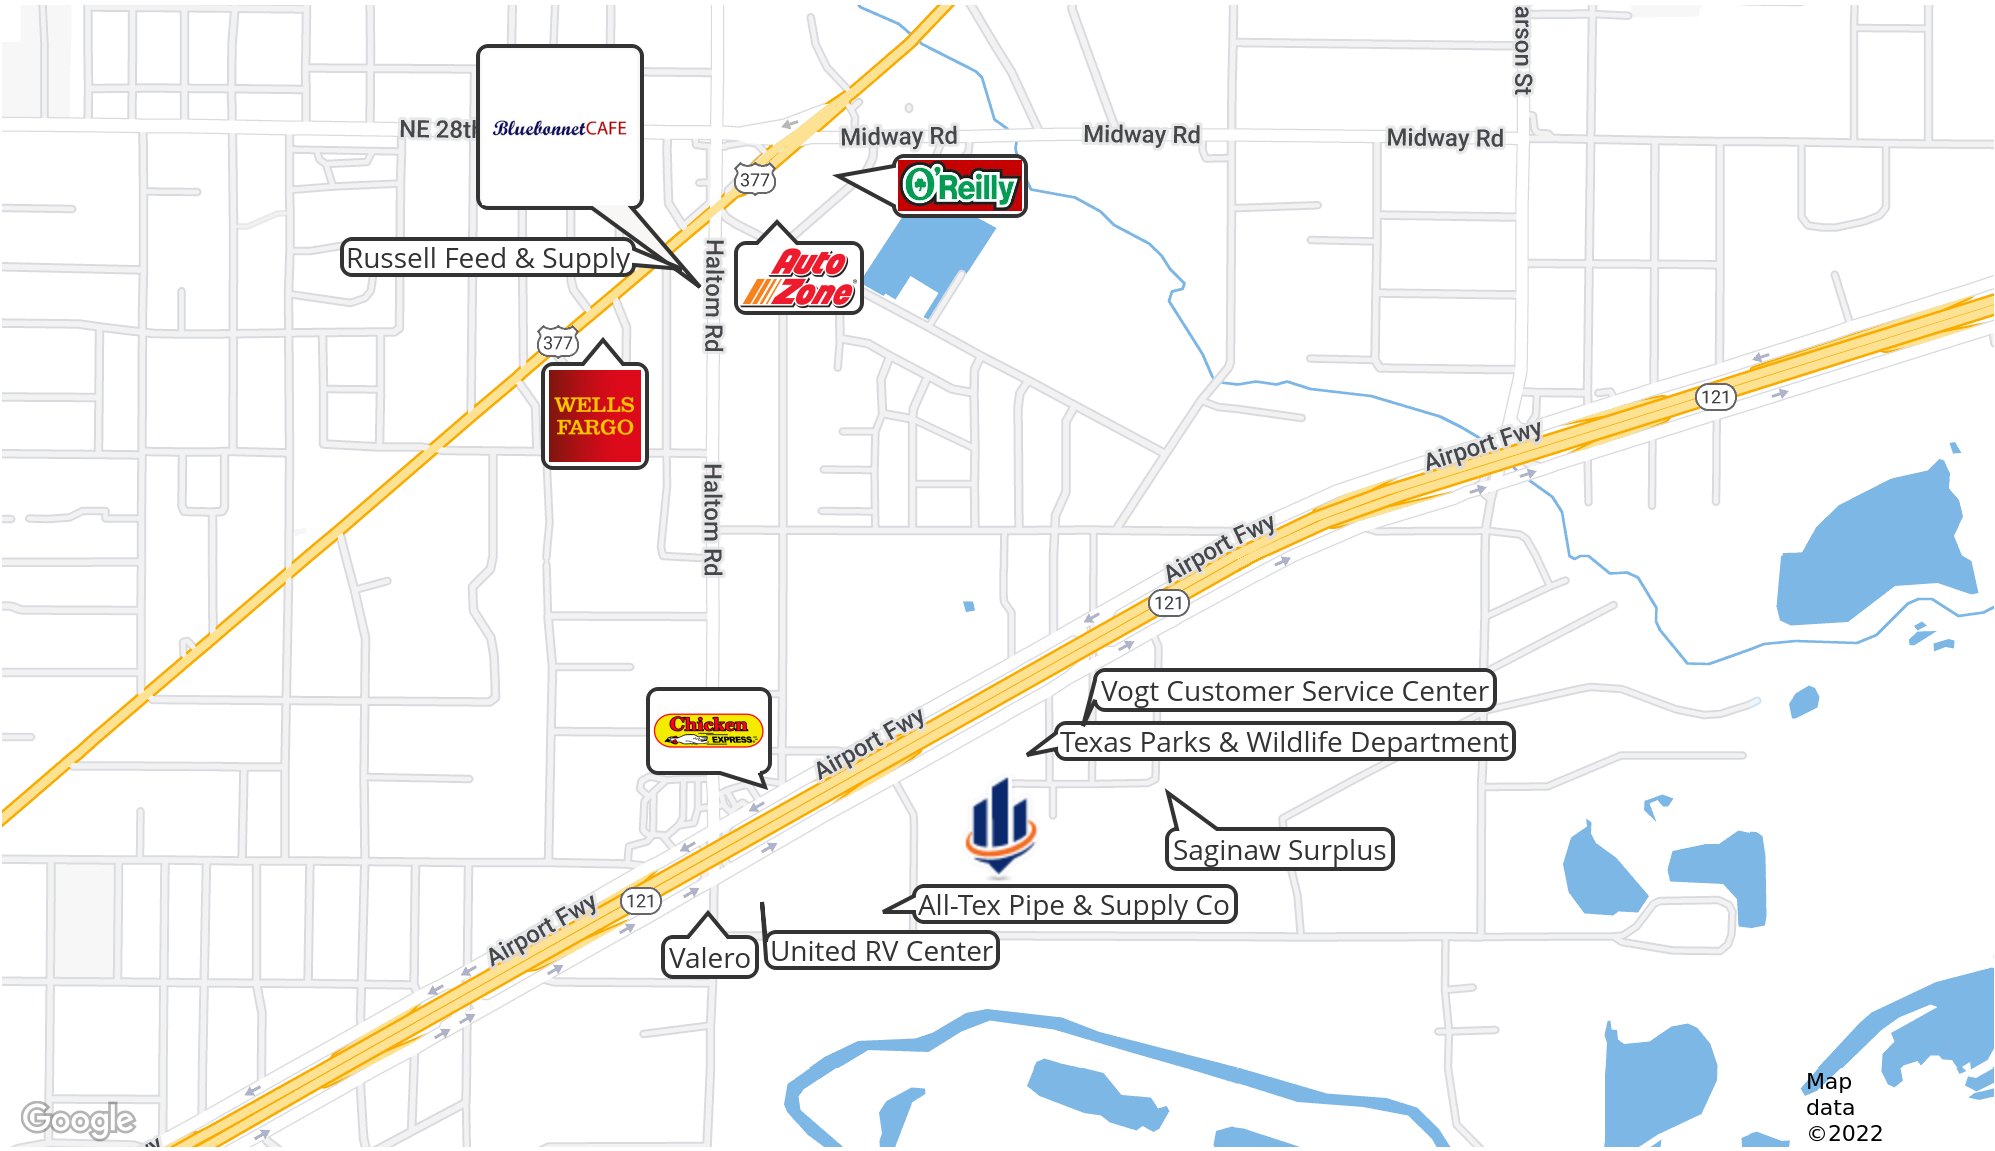 arson St
NE 28th
BluebonnetCAFE
Midway Rd
Midway Rd
Midway Rd
377
O'Reilly
Russell Feed & Supply
Haltom Rd
Auto
Zone
377
WELLS
FARGO
121
Airport Fwy
Haltom Rd
Airport Fwy
121
Vogt Customer Service Center
Chicken
EXPRESS
Airport Fwy
Texas Parks & Wildlife Department
Saginaw Surplus
121
All-Tex Pipe & Supply Co
Airport Fwy
Valero
United RV Center
Map
data
©2022
Google